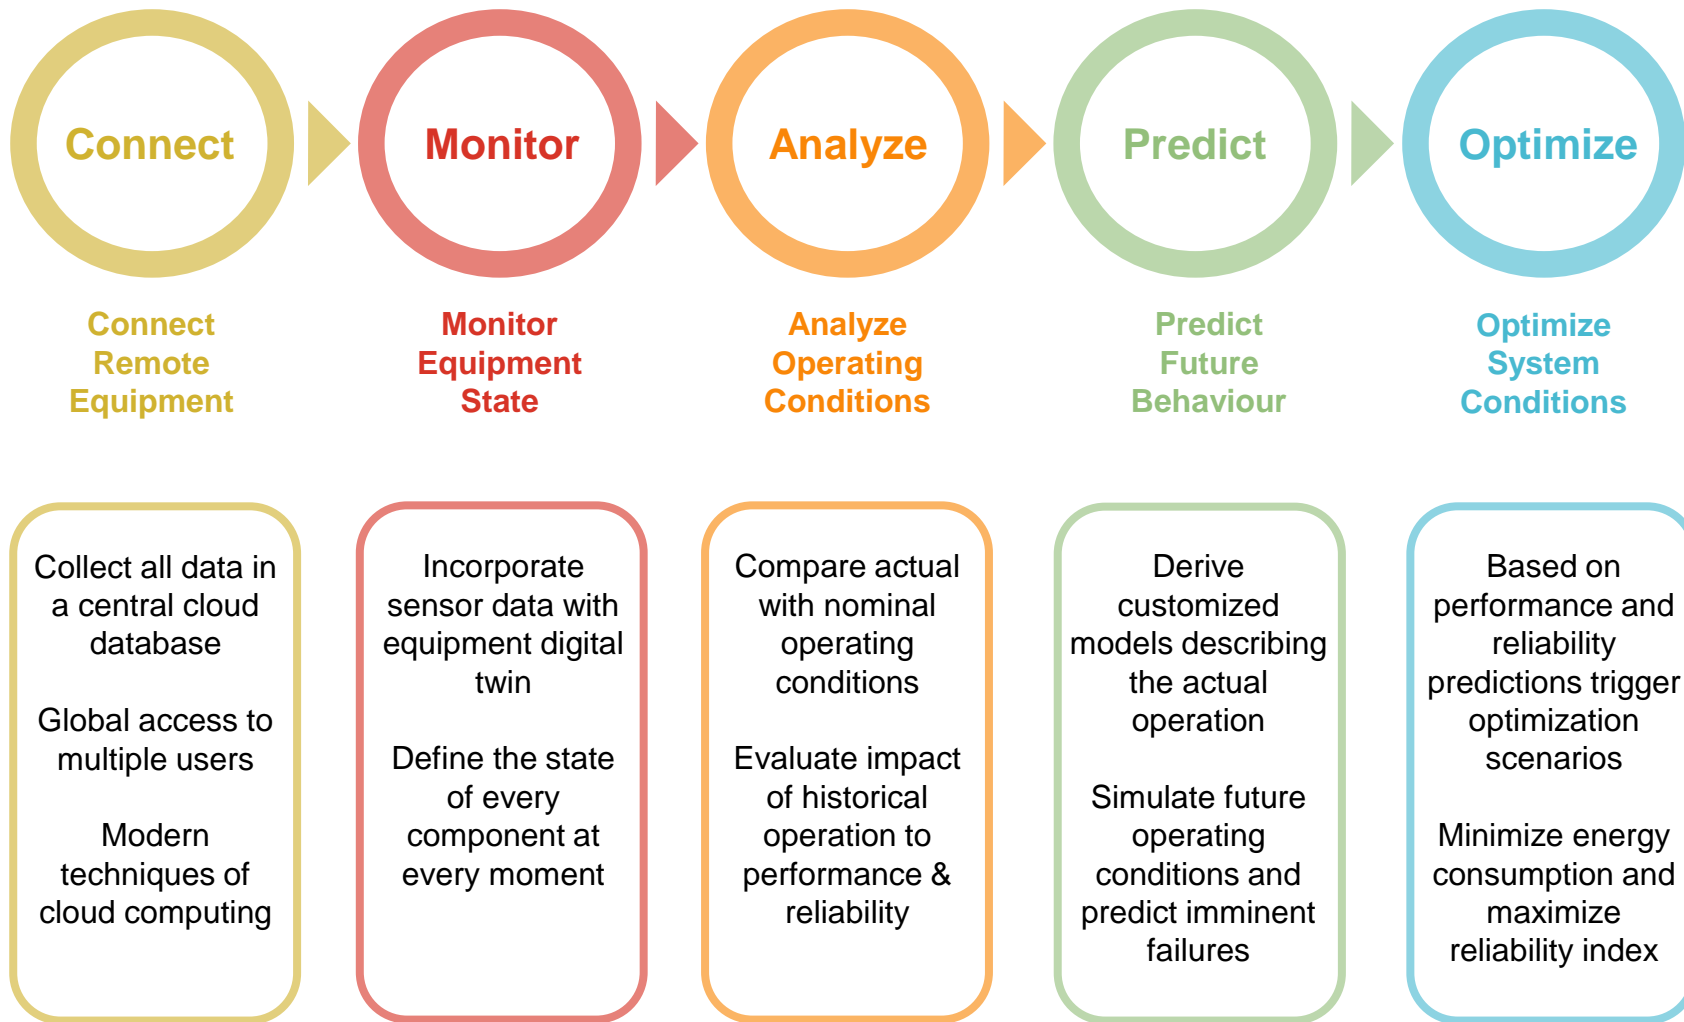 Connect
Monitor
Analyze
Predict
Optimize
Connect
Remote
Equipment
Monitor
Equipment
State
Analyze
Operating
Conditions
Predict
Future
Behaviour
Optimize
System
Conditions
Collect all data in
a central cloud
database
Global access to
multiple users
Modern
techniques of
cloud computing
Incorporate
sensor data with
equipment digital
twin
Define the state
of every
component at
every moment
Compare actual
with nominal
operating
conditions
Evaluate impact
of historical
operation to
performance &
reliability
Derive
customized
models describing
the actual
operation
Simulate future
operating
conditions and
predict imminent
failures
Based on
performance and
reliability
predictions trigger
optimization
scenarios
Minimize energy
consumption and
maximize
reliability index